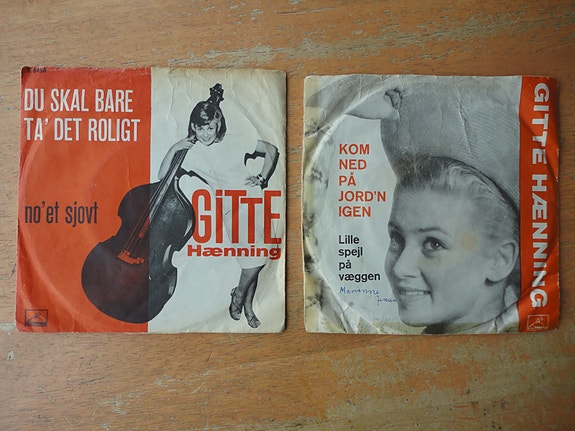 DU SKAL BARE
TA' DET ROLIGT
no'et sjovt
GiTTE
Hænning
KOM
NED
PÅ
JORD'N
IGEN
Lille
spejl
på
væggen
Marianne
GITTE HÆNNING